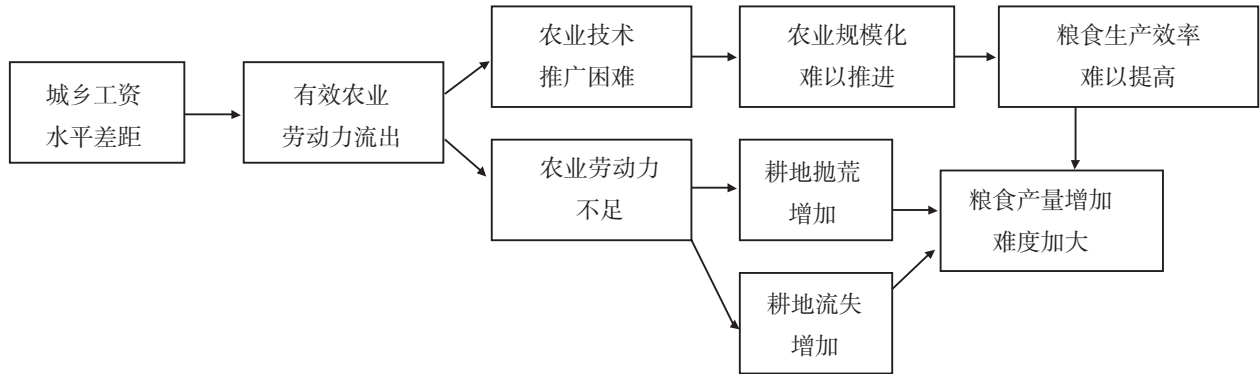 城乡工资
水平差距
有效农业
劳动力流出
农业技术
推广困难
农业规模化
难以推进
粮食生产效率
难以提高
农业劳动力
不足
耕地抛荒
增加
耕地流失
增加
粮食产量增加
难度加大